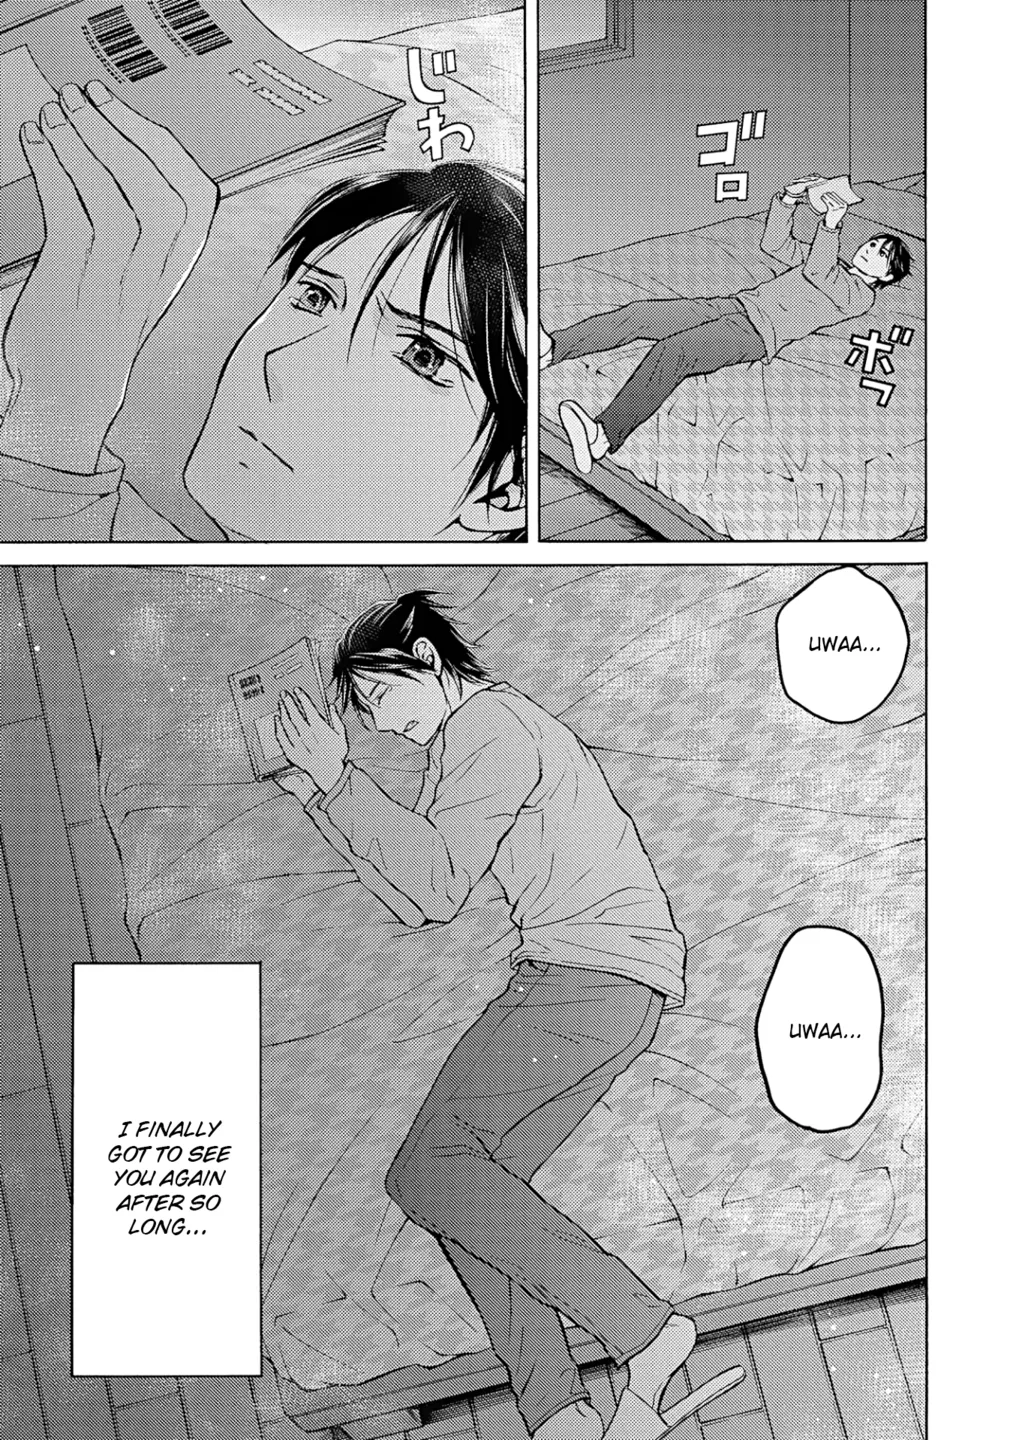 ゴロ
ボフ
じわ
UWAA...
UWAA...
I FINALLY
GOT TO SEE
YOU AGAIN
AFTER SO
LONG...